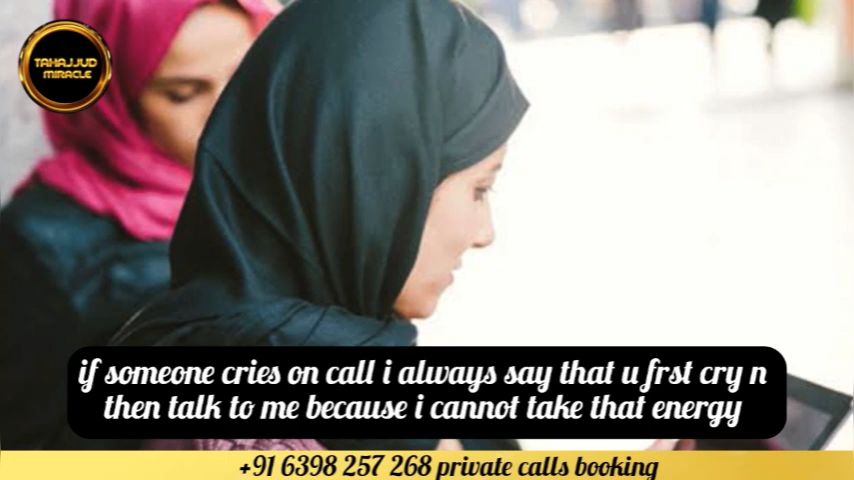 TAHAJJUD
MIRACLE
if someone cries on call i always say that u frst cry n
then talk to me because i cannot take that energy
+91 6398 257 268 private calls booking